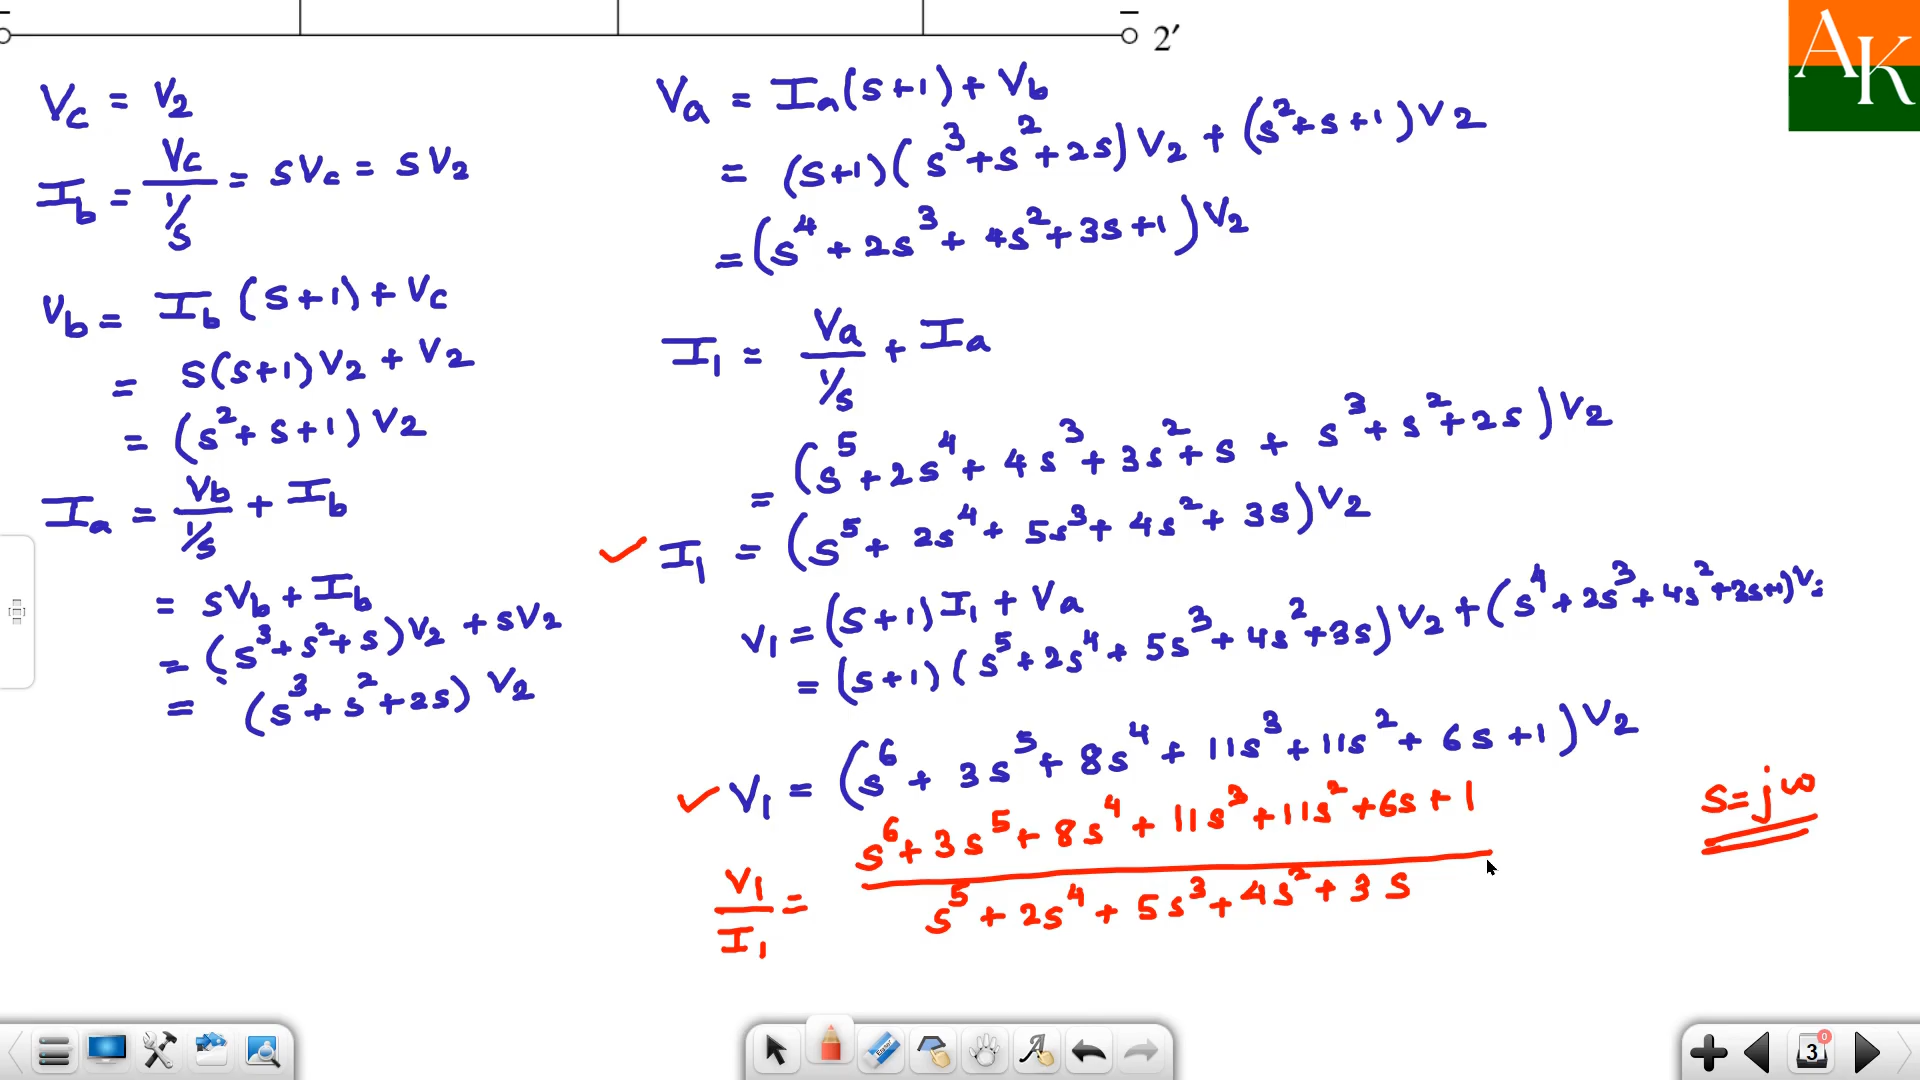 2′
AK
Vc = V2
Ib = Vc / (1/s) = sVc = sV2
Vb = Ib (s+1) + Vc
= s(s+1)V2 + V2
= (s²+s+1) V2
Ia = Vb / (1/s) + Ib
= sVb + Ib
= (s³+s²+s)V2 + sV2
= (s³+s²+2s) V2
Va = Ia(s+1) + Vb
= (s+1)(s³+s²+2s)V2 + (s²+s+1)V2
= (s⁴+2s³+4s²+3s+1)V2
I1 = Va / (1/s) + Ia
= (s⁵+2s⁴+4s³+3s²+s + s³+s²+2s)V2
✓ I1 = (s⁵+2s⁴+5s³+4s²+3s)V2
V1 = (s+1)I1 + Va
= (s+1)(s⁵+2s⁴+5s³+4s²+3s)V2 + (s⁴+2s³+4s²+3s+1)V2
✓ V1 = (s⁶+3s⁵+8s⁴+11s³+11s²+6s+1)V2
V1 / I1 = (s⁶+3s⁵+8s⁴+11s³+11s²+6s+1) / (s⁵+2s⁴+5s³+4s²+3s)
s=jω
3
0